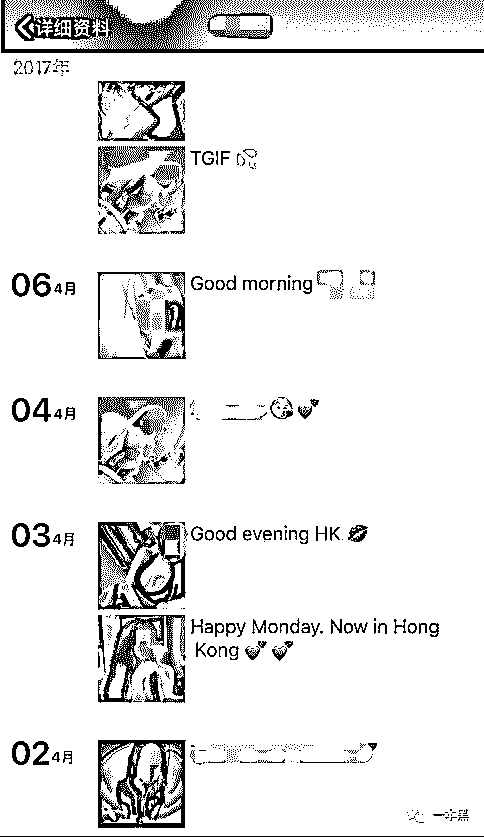 详细资料
2017年
TGIF 💦
06 4月
Good morning
04 4月
😘 💕
03 4月
Good evening HK 💋
Happy Monday. Now in Hong
Kong 💕 💕
02 4月
一本黑